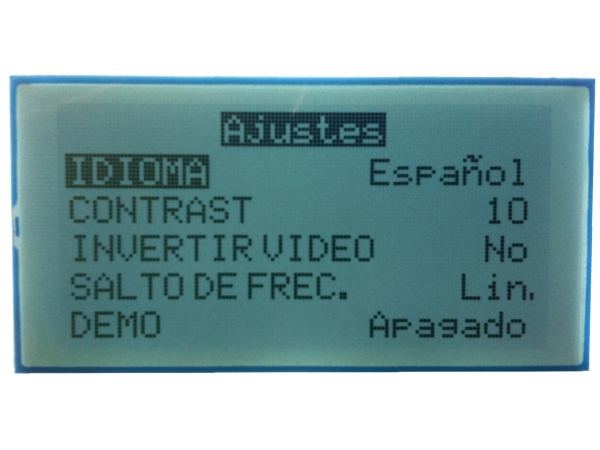 Ajustes
IDIOMA Español
CONTRAST 10
INVERTIR VIDEO No
SALTO DE FREC. Lin.
DEMO Apagado